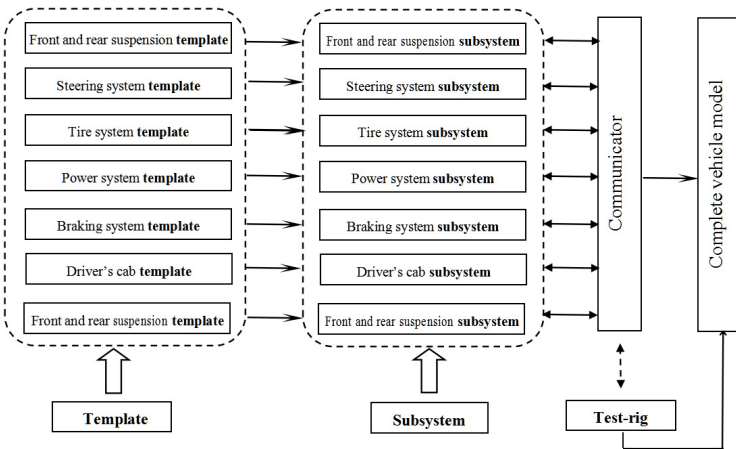 Front and rear suspension template
Steering system template
Tire system template
Power system template
Braking system template
Driver's cab template
Front and rear suspension template
Template
Front and rear suspension subsystem
Steering system subsystem
Tire system subsystem
Power system subsystem
Braking system subsystem
Driver's cab subsystem
Front and rear suspension subsystem
Subsystem
Communicator
Test-rig
Complete vehicle model